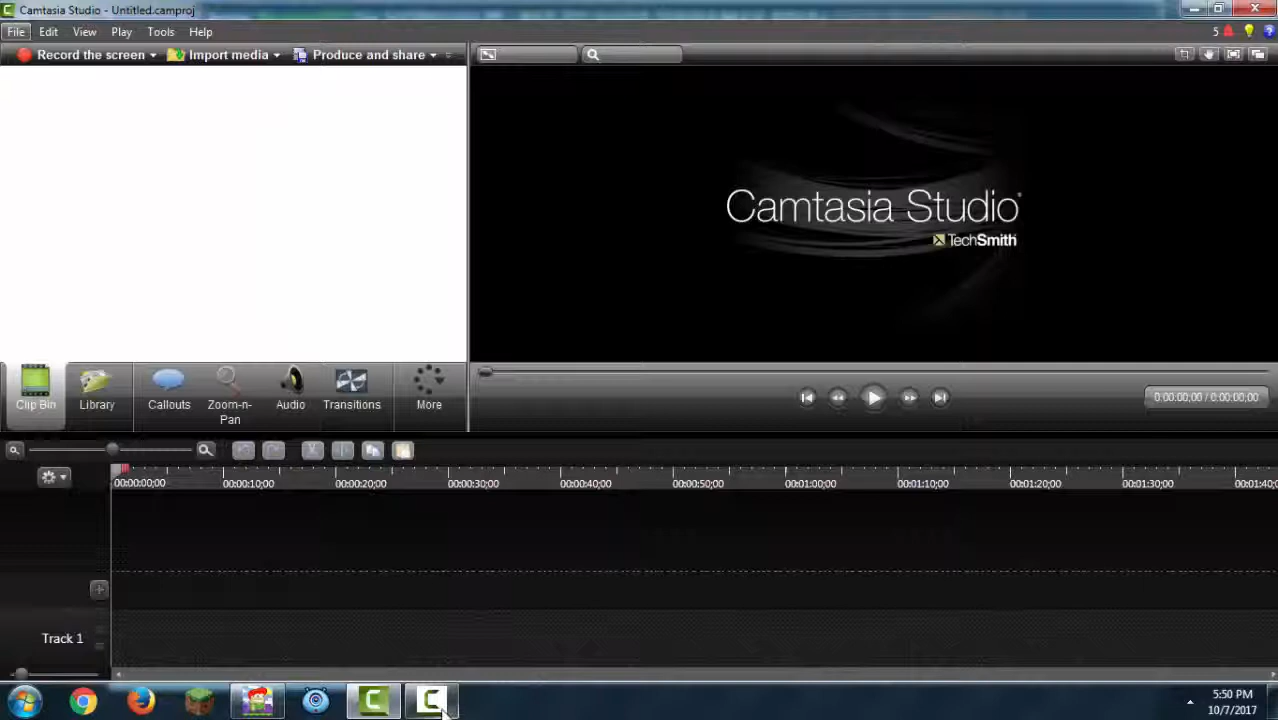 Camtasia Studio - Untitled.camproj
File Edit View Play Tools Help
5
Record the screen Import media Produce and share
Camtasia Studio
TechSmith
Clip Bin Library Callouts Zoom-n-Pan Audio Transitions More
0:00:00;00 / 0:00:00;00
00:00:00;00 00:00:10;00 00:00:20;00 00:00:30;00 00:00:40;00 00:00:50;00 00:01:00;00 00:01:10;00 00:01:20;00 00:01:30;00 00:01:40;
Track 1
5:50 PM
10/7/2017